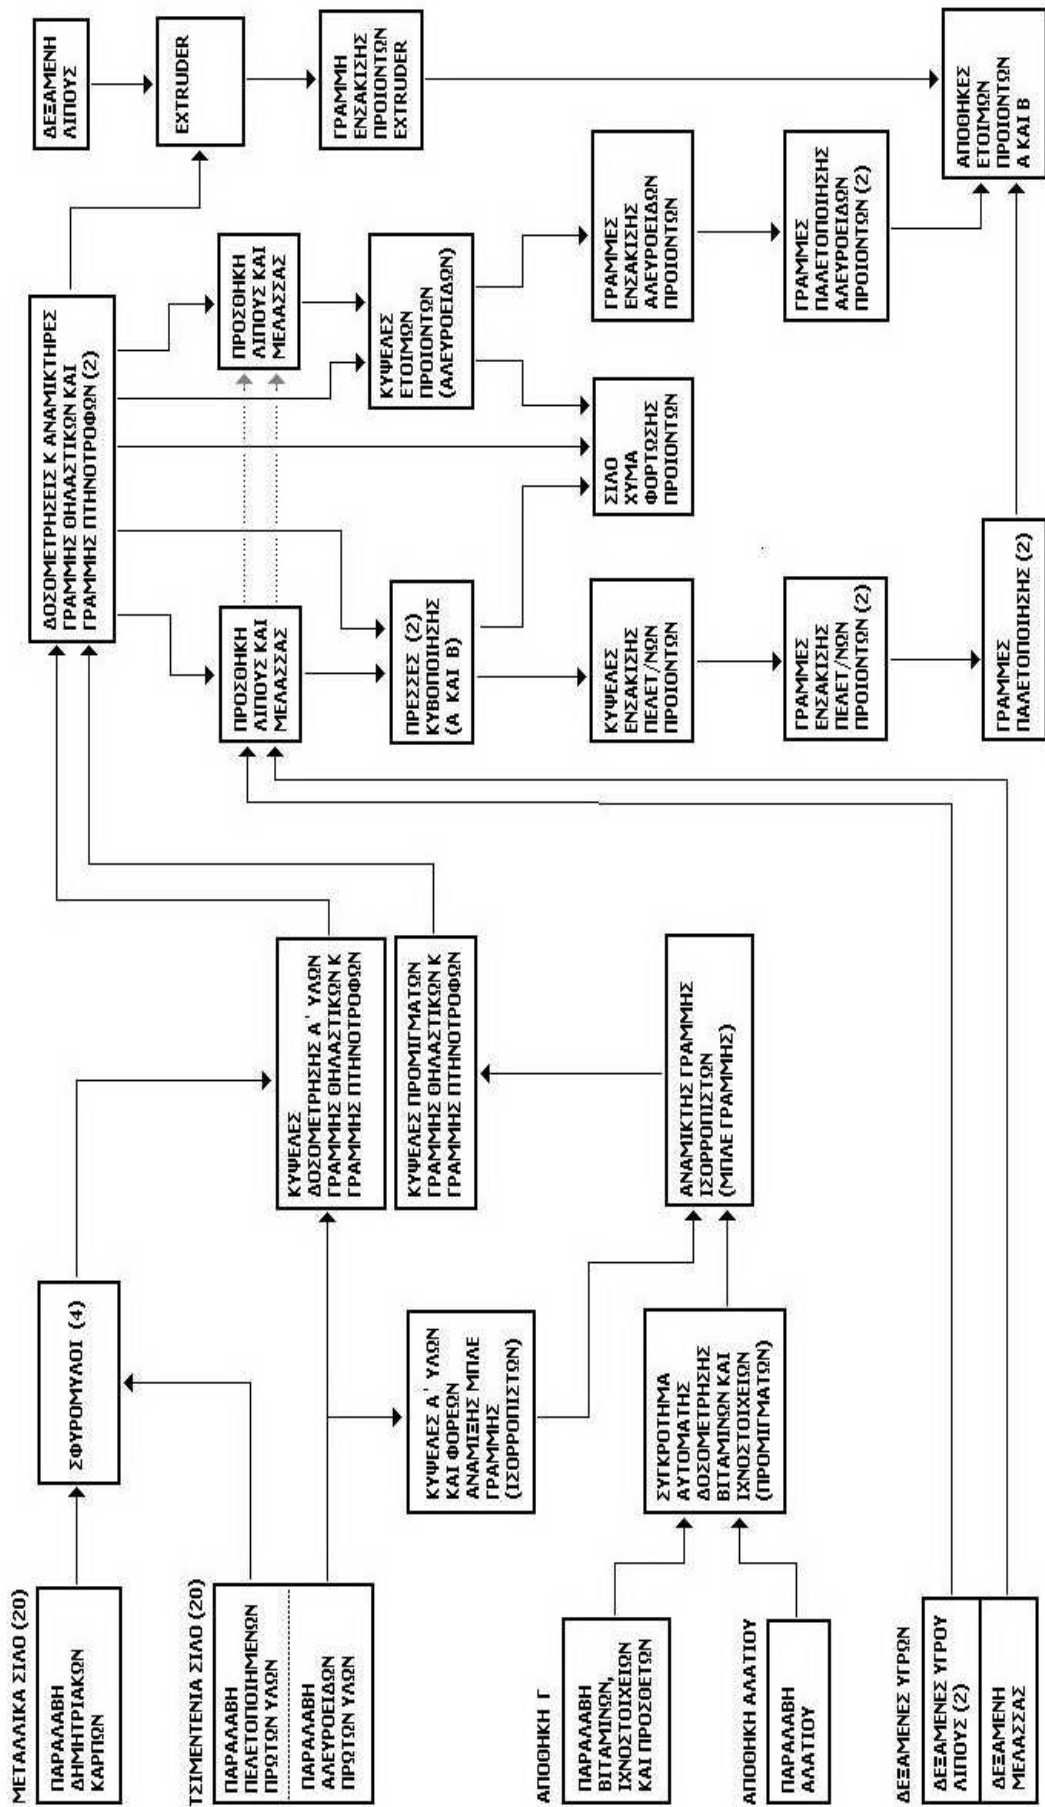 ΜΕΤΑΛΛΙΚΑ ΣΙΛΟ (20)
ΠΑΡΑΛΑΒΗ
ΔΗΜΗΤΡΙΑΚΩΝ
ΚΑΡΠΩΝ
ΤΣΙΜΕΝΤΕΝΙΑ ΣΙΛΟ (20)
ΠΑΡΑΛΑΒΗ
ΠΕΛΕΤΟΠΟΙΗΜΕΝΩΝ
ΠΡΩΤΩΝ ΥΛΩΝ
ΠΑΡΑΛΑΒΗ
ΑΛΕΥΡΟΕΙΔΩΝ
ΠΡΩΤΩΝ ΥΛΩΝ
ΑΠΟΘΗΚΗ Γ
ΠΑΡΑΛΑΒΗ
ΒΙΤΑΜΙΝΩΝ,
ΙΧΝΟΣΤΟΙΧΕΙΩΝ
ΚΑΙ ΠΡΟΣΘΕΤΩΝ
ΑΠΟΘΗΚΗ ΑΛΑΤΙΟΥ
ΠΑΡΑΛΑΒΗ
ΑΛΑΤΙΟΥ
ΔΕΞΑΜΕΝΕΣ ΥΓΡΩΝ
ΔΕΞΑΜΕΝΕΣ ΥΓΡΟΥ
ΛΙΠΟΥΣ (2)
ΔΕΞΑΜΕΝΗ
ΜΕΛΑΣΣΑΣ
ΣΦΥΡΟΜΥΛΟΙ (4)
ΚΥΨΕΛΕΣ Α' ΥΛΩΝ
ΚΑΙ ΦΟΡΕΩΝ
ΑΝΑΜΙΞΗΣ ΜΠΛΕ
ΓΡΑΜΜΗΣ
(ΙΣΟΡΡΟΠΙΣΤΩΝ)
ΣΥΓΚΡΟΤΗΜΑ
ΑΥΤΟΜΑΤΗΣ
ΔΟΣΟΜΕΤΡΗΣΗΣ
ΒΙΤΑΜΙΝΩΝ ΚΑΙ
ΙΧΝΟΣΤΟΙΧΕΙΩΝ
(ΠΡΟΜΙΓΜΑΤΩΝ)
ΚΥΨΕΛΕΣ
ΔΟΣΟΜΕΤΡΗΣΗΣ Α' ΥΛΩΝ
ΓΡΑΜΜΗΣ ΘΗΛΑΣΤΙΚΩΝ Κ
ΓΡΑΜΜΗΣ ΠΤΗΝΟΤΡΟΦΩΝ
ΚΥΨΕΛΕΣ ΠΡΟΜΙΓΜΑΤΩΝ
ΓΡΑΜΜΗΣ ΘΗΛΑΣΤΙΚΩΝ Κ
ΓΡΑΜΜΗΣ ΠΤΗΝΟΤΡΟΦΩΝ
ΑΝΑΜΙΚΤΗΣ ΓΡΑΜΜΗΣ
ΙΣΟΡΡΟΠΙΣΤΩΝ
(ΜΠΛΕ ΓΡΑΜΜΗΣ)
ΔΟΣΟΜΕΤΡΗΣΕΙΣ Κ ΑΝΑΜΙΚΤΗΡΕΣ
ΓΡΑΜΜΗΣ ΘΗΛΑΣΤΙΚΩΝ ΚΑΙ
ΓΡΑΜΜΗΣ ΠΤΗΝΟΤΡΟΦΩΝ (2)
ΠΡΟΣΘΗΚΗ
ΛΙΠΟΥΣ ΚΑΙ
ΜΕΛΑΣΣΑΣ
ΠΡΕΣΣΕΣ (2)
ΚΥΒΟΠΟΙΗΣΗΣ
(Α ΚΑΙ Β)
ΚΥΨΕΛΕΣ
ΕΝΣΑΚΙΣΗΣ
ΠΕΛΕΤ/ΝΩΝ
ΠΡΟΙΟΝΤΩΝ
ΓΡΑΜΜΕΣ
ΕΝΣΑΚΙΣΗΣ
ΠΕΛΕΤ/ΝΩΝ
ΠΡΟΙΟΝΤΩΝ (2)
ΓΡΑΜΜΕΣ
ΠΑΛΕΤΟΠΟΙΗΣΗΣ (2)
ΠΡΟΣΘΗΚΗ
ΛΙΠΟΥΣ ΚΑΙ
ΜΕΛΑΣΣΑΣ
ΚΥΨΕΛΕΣ
ΕΤΟΙΜΩΝ
ΠΡΟΙΟΝΤΩΝ
(ΑΛΕΥΡΟΕΙΔΩΝ)
ΣΙΛΟ
ΧΥΜΑ
ΦΟΡΤΩΣΗΣ
ΠΡΟΙΟΝΤΩΝ
ΓΡΑΜΜΕΣ
ΕΝΣΑΚΙΣΗΣ
ΑΛΕΥΡΟΕΙΔΩΝ
ΠΡΟΙΟΝΤΩΝ
ΓΡΑΜΜΕΣ
ΠΑΛΕΤΟΠΟΙΗΣΗΣ
ΑΛΕΥΡΟΕΙΔΩΝ
ΠΡΟΙΟΝΤΩΝ (2)
ΔΕΞΑΜΕΝΗ
ΛΙΠΟΥΣ
EXTRUDER
ΓΡΑΜΜΗ
ΕΝΣΑΚΙΣΗΣ
ΠΡΟΙΟΝΤΩΝ
EXTRUDER
ΑΠΟΘΗΚΕΣ
ΕΤΟΙΜΩΝ
ΠΡΟΙΟΝΤΩΝ
Α ΚΑΙ Β